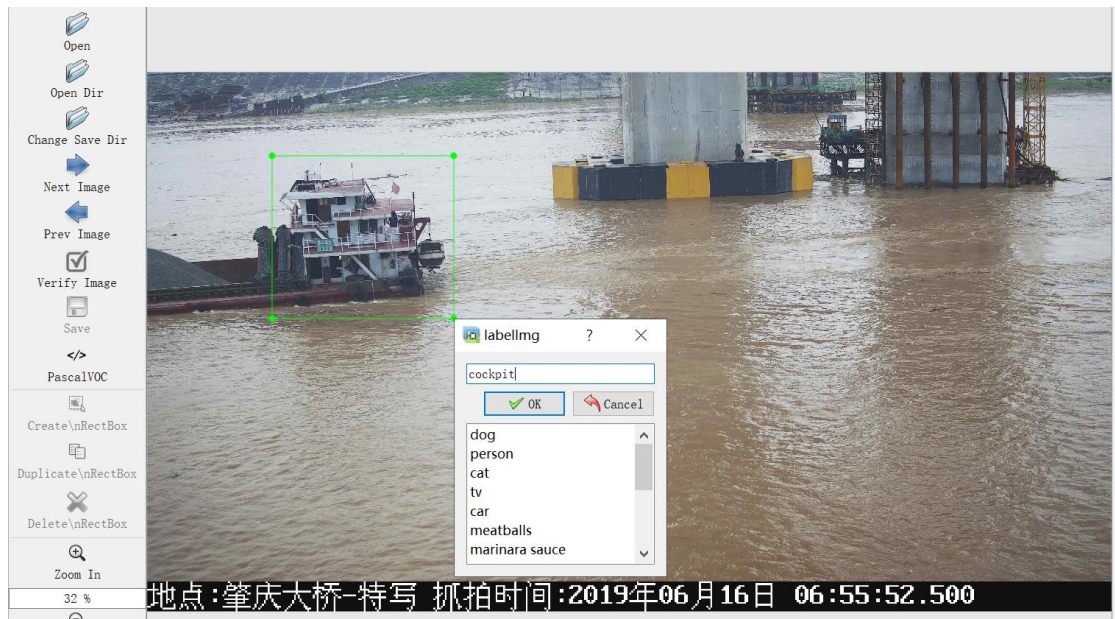 Open
Open Dir
Change Save Dir
Next Image
Prev Image
Verify Image
Save
</>
PascalVOC
Create\nRectBox
Duplicate\nRectBox
Delete\nRectBox
Zoom In
32 %
labelImg ? ×
cockpit
OK Cancel
dog
person
cat
tv
car
meatballs
marinara sauce
地点:肇庆大桥-特写 抓拍时间:2019年06月16日 06:55:52.500